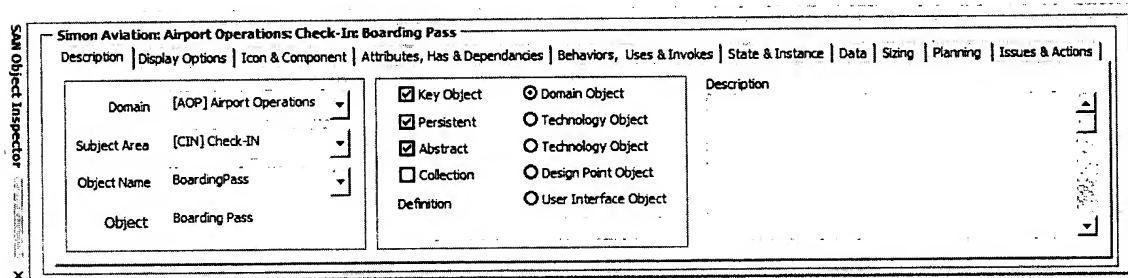 SAN Object Inspector X
Simon Aviation: Airport Operations: Check-In: Boarding Pass
Description | Display Options | Icon & Component | Attributes, Has & Dependancies | Behaviors, Uses & Invokes | State & Instance | Data | Sizing | Planning | Issues & Actions |
Domain [AOP] Airport Operations
Subject Area [CIN] Check-IN
Object Name BoardingPass
Object Boarding Pass
Key Object
Persistent
Abstract
Collection
Definition
Domain Object
Technology Object
Technology Object
Design Point Object
User Interface Object
Description